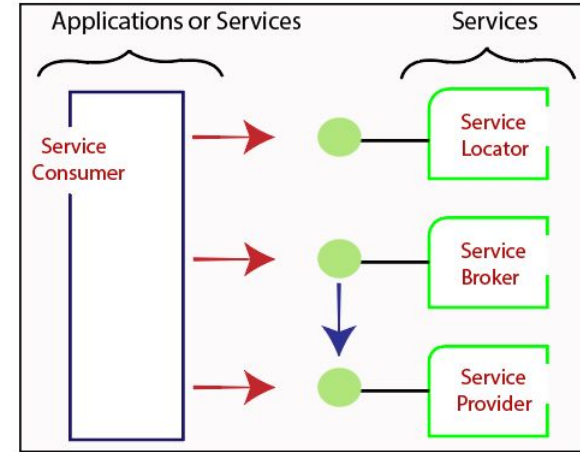 Applications or Services
Services
Service
Consumer
Service
Locator
Service
Broker
Service
Provider